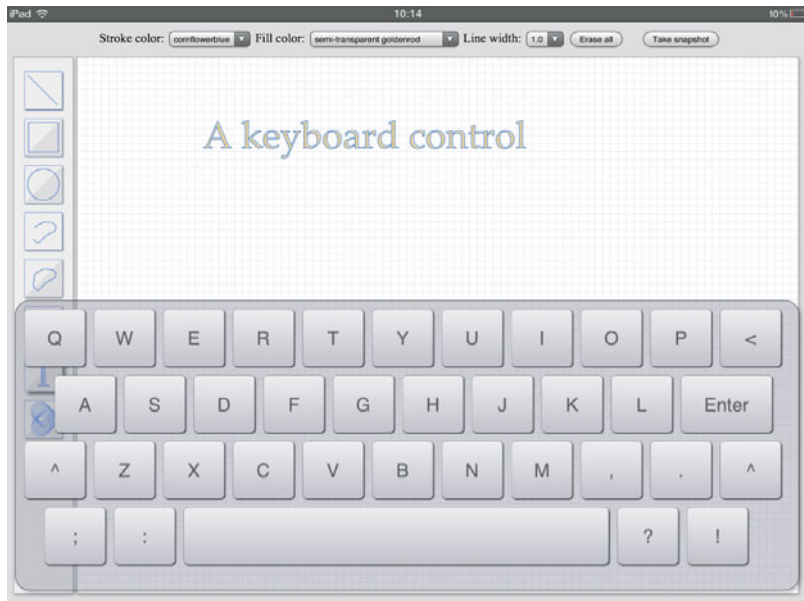 iPad 10:14 10%
Stroke color: cornflowerblue Fill color: semi-transparent goldenrod Line width: 1.0 Erase all Take snapshot
A keyboard control
Q W E R T Y U I O P <
A S D F G H J K L Enter
^ Z X C V B N M , . ^
; : ? !